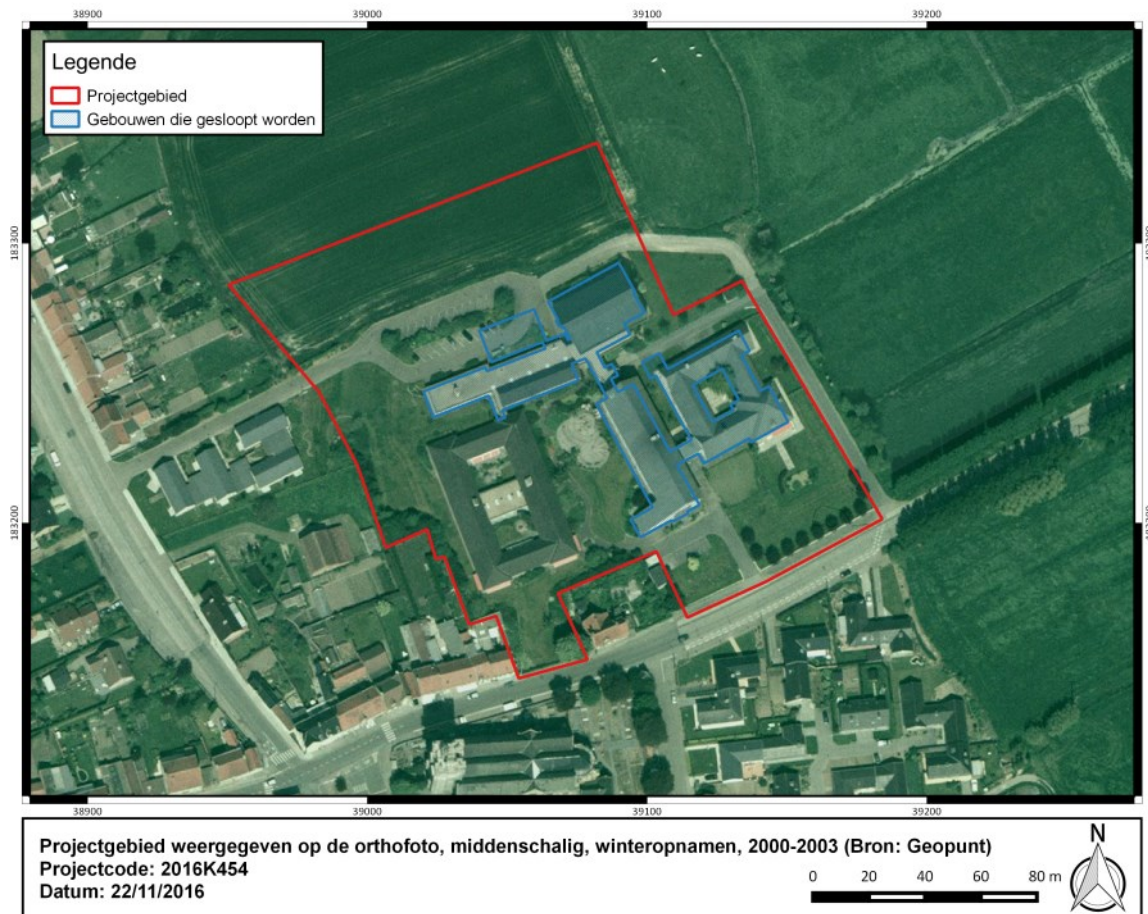 38900 39000 39100 39200
Legende
Projectgebied
Gebouwen die gesloopt worden
183300
183200
38900 39000 39100 39200
Projectgebied weergegeven op de orthofoto, middenschalig, winteropnamen, 2000-2003 (Bron: Geopunt)
Projectcode: 2016K454
Datum: 22/11/2016
0 20 40 60 80 m
N